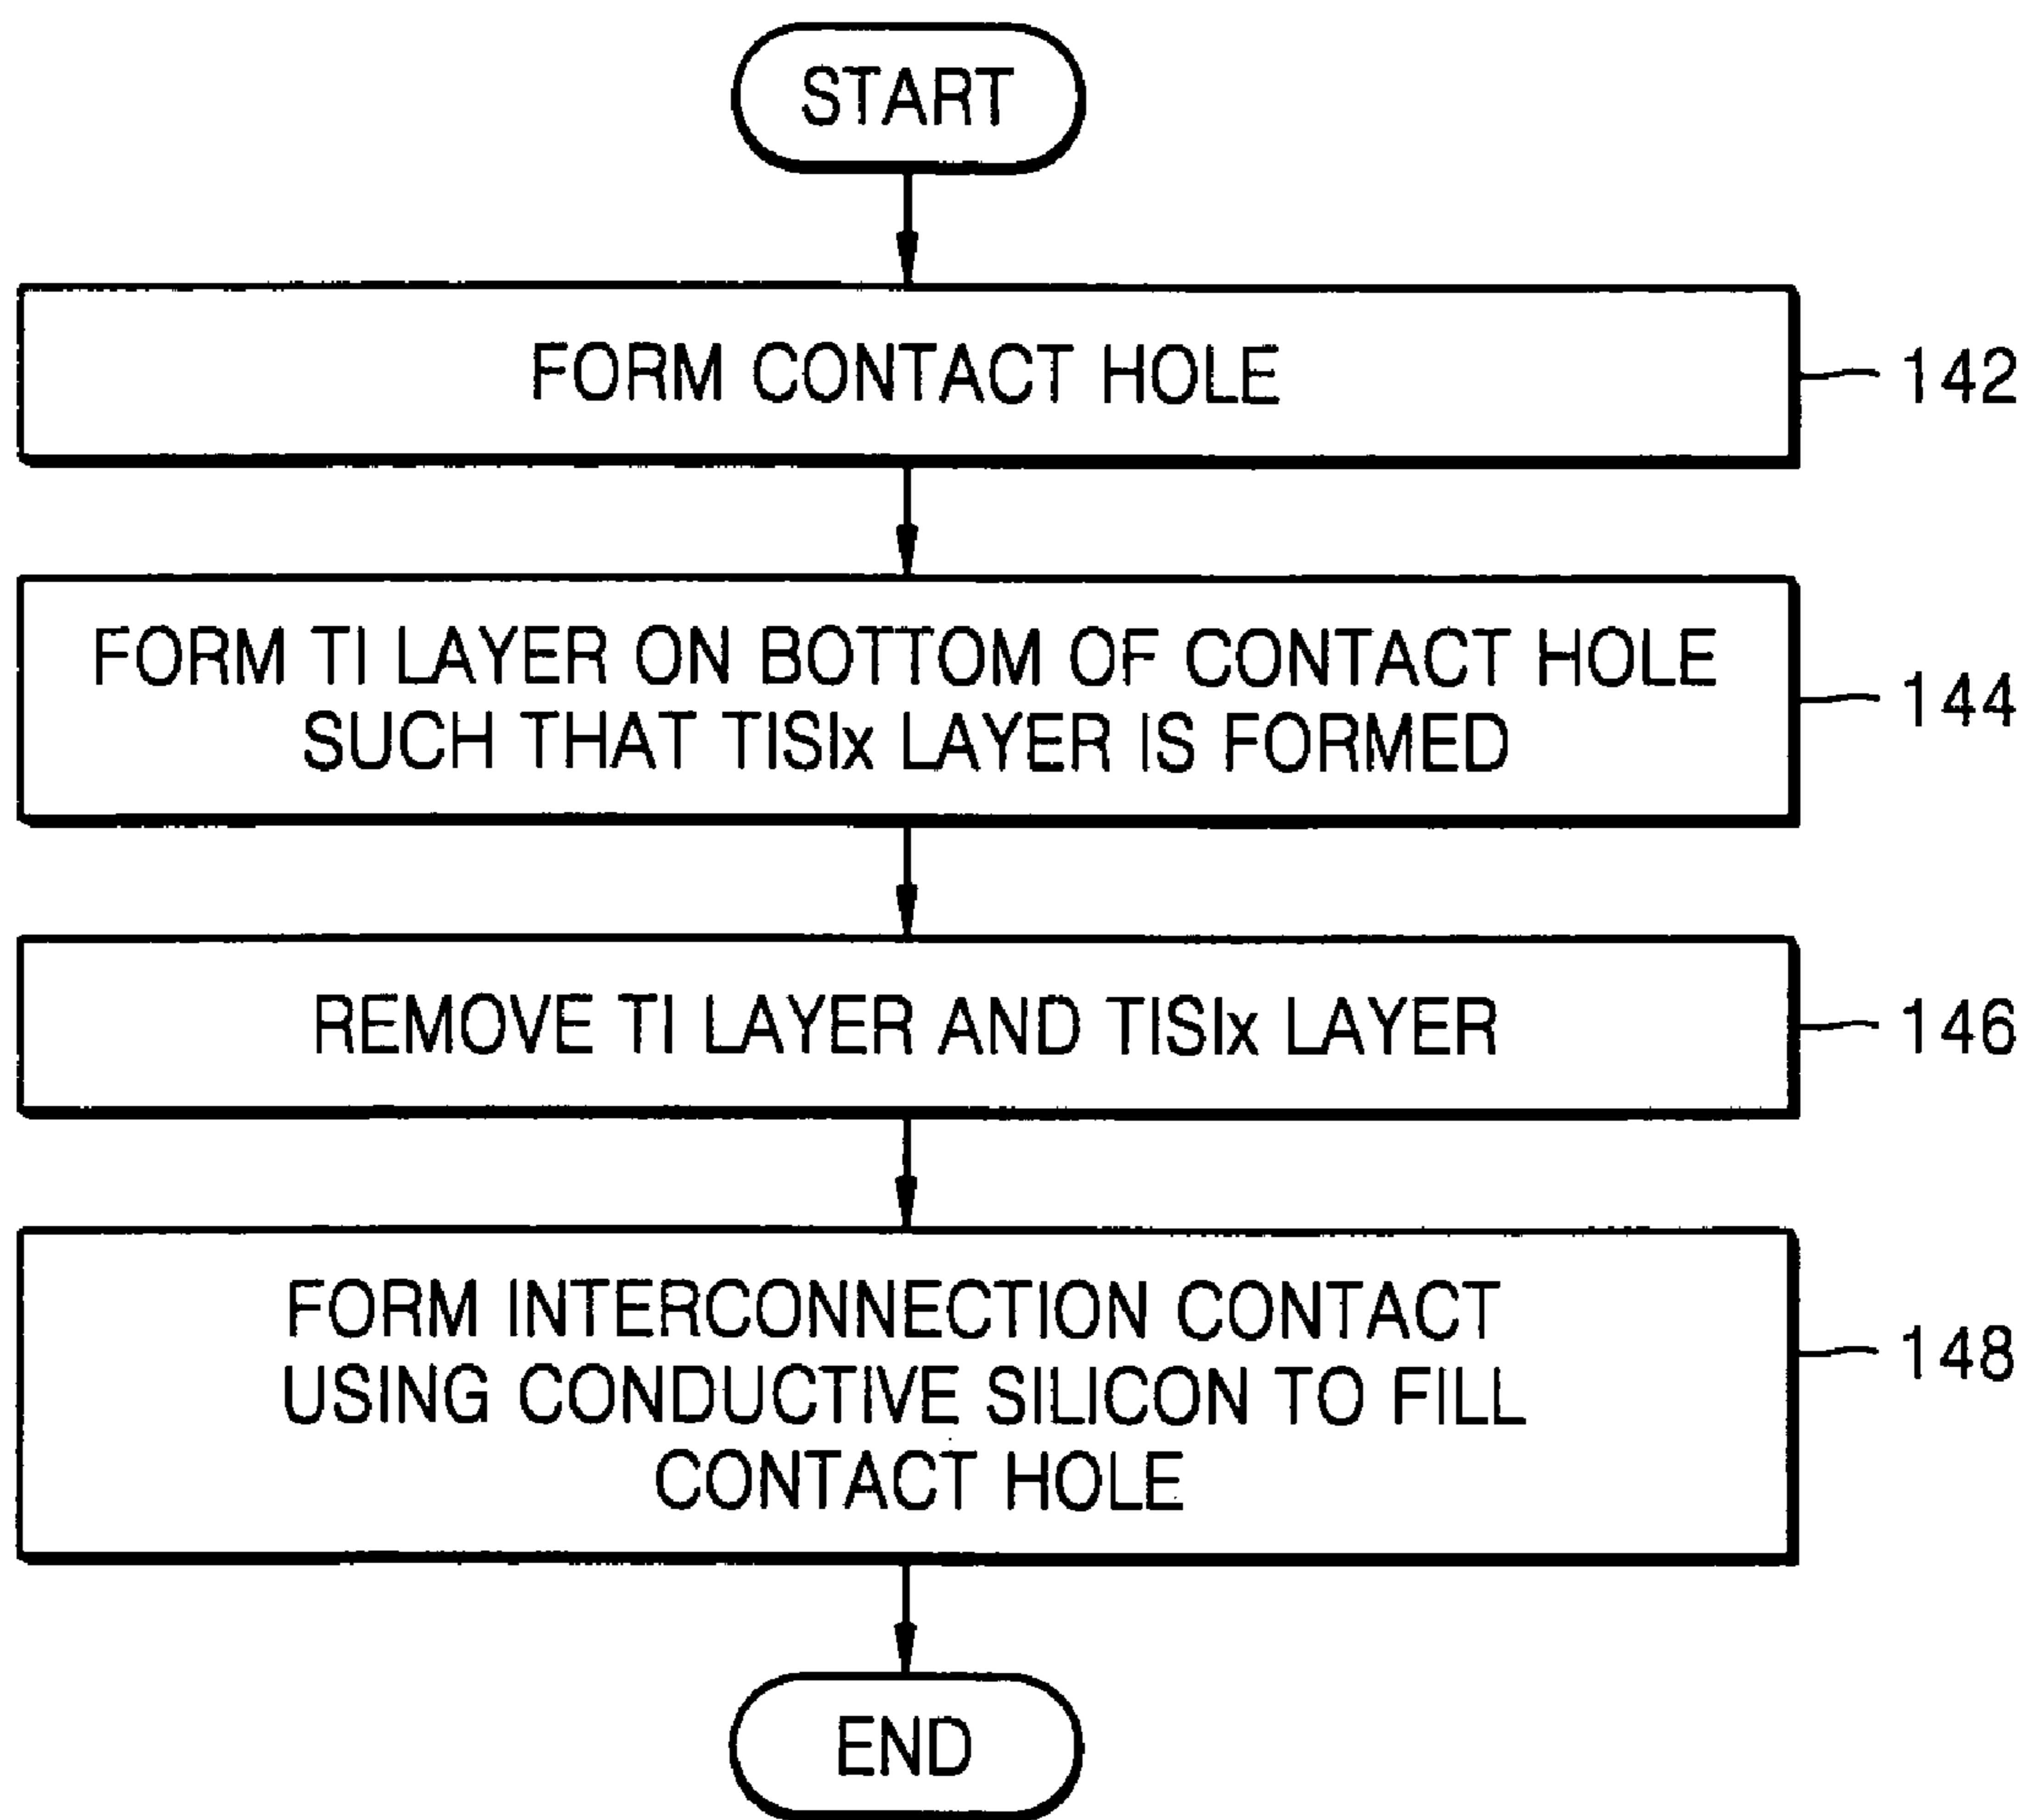 START
FORM CONTACT HOLE
142
FORM TI LAYER ON BOTTOM OF CONTACT HOLE
SUCH THAT TISIx LAYER IS FORMED
144
REMOVE TI LAYER AND TISIx LAYER
146
FORM INTERCONNECTION CONTACT
USING CONDUCTIVE SILICON TO FILL
CONTACT HOLE
148
END